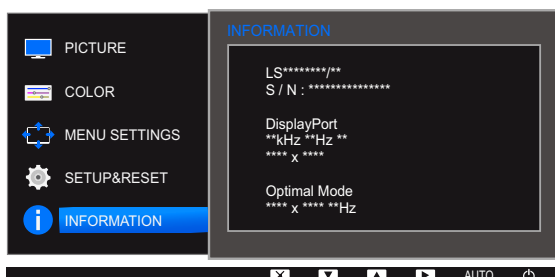 PICTURE
COLOR
MENU SETTINGS
SETUP&RESET
INFORMATION
INFORMATION
LS********/**
S / N : ***************
DisplayPort
**kHz **Hz **
**** x ****
Optimal Mode
**** x **** **Hz
AUTO